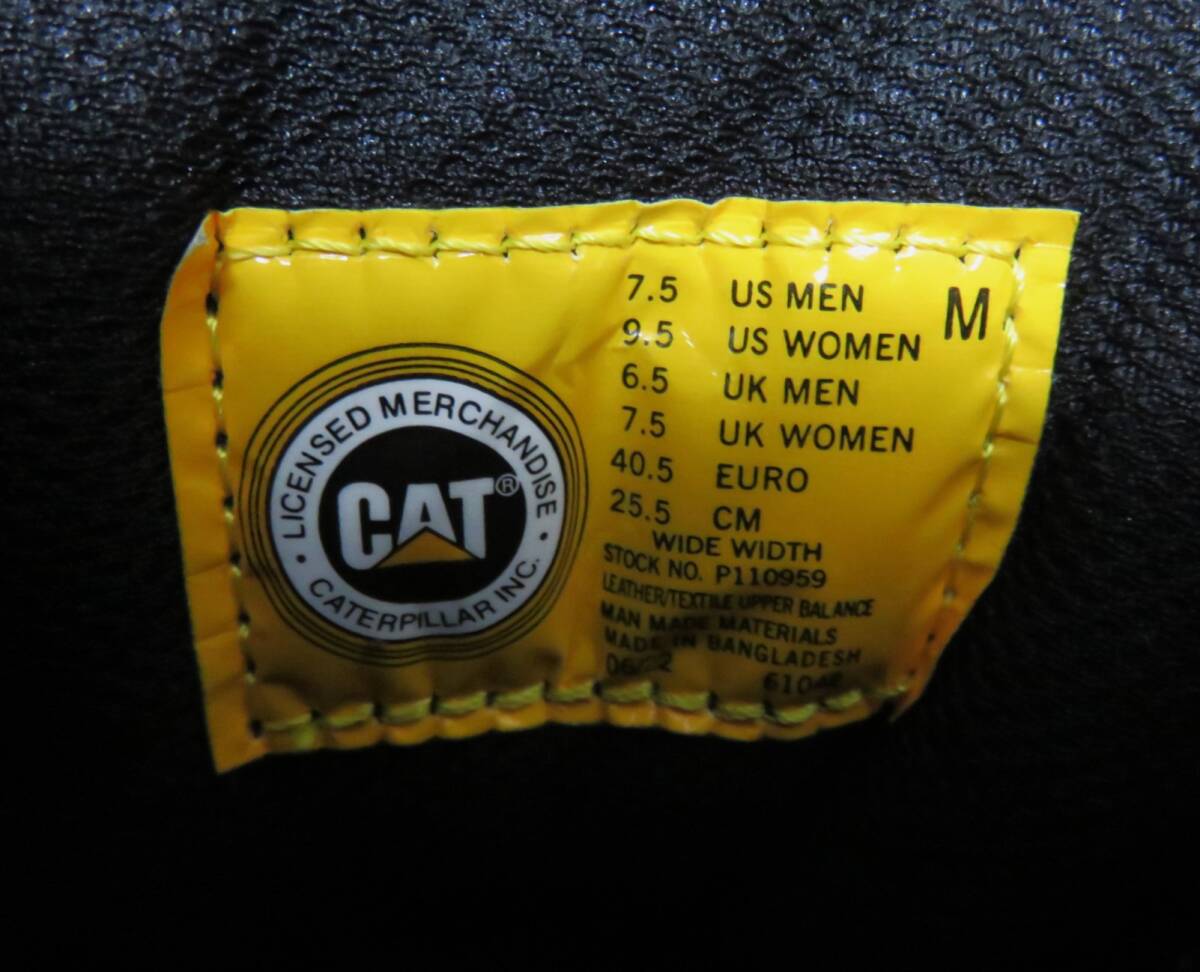 LICENSED MERCHANDISE
CAT®
• CATERPILLAR INC. •
7.5 US MEN M
9.5 US WOMEN
6.5 UK MEN
7.5 UK WOMEN
40.5 EURO
25.5 CM
WIDE WIDTH
STOCK NO. P110959
LEATHER/TEXTILE UPPER BALANCE
MAN MADE MATERIALS
MADE IN BANGLADESH